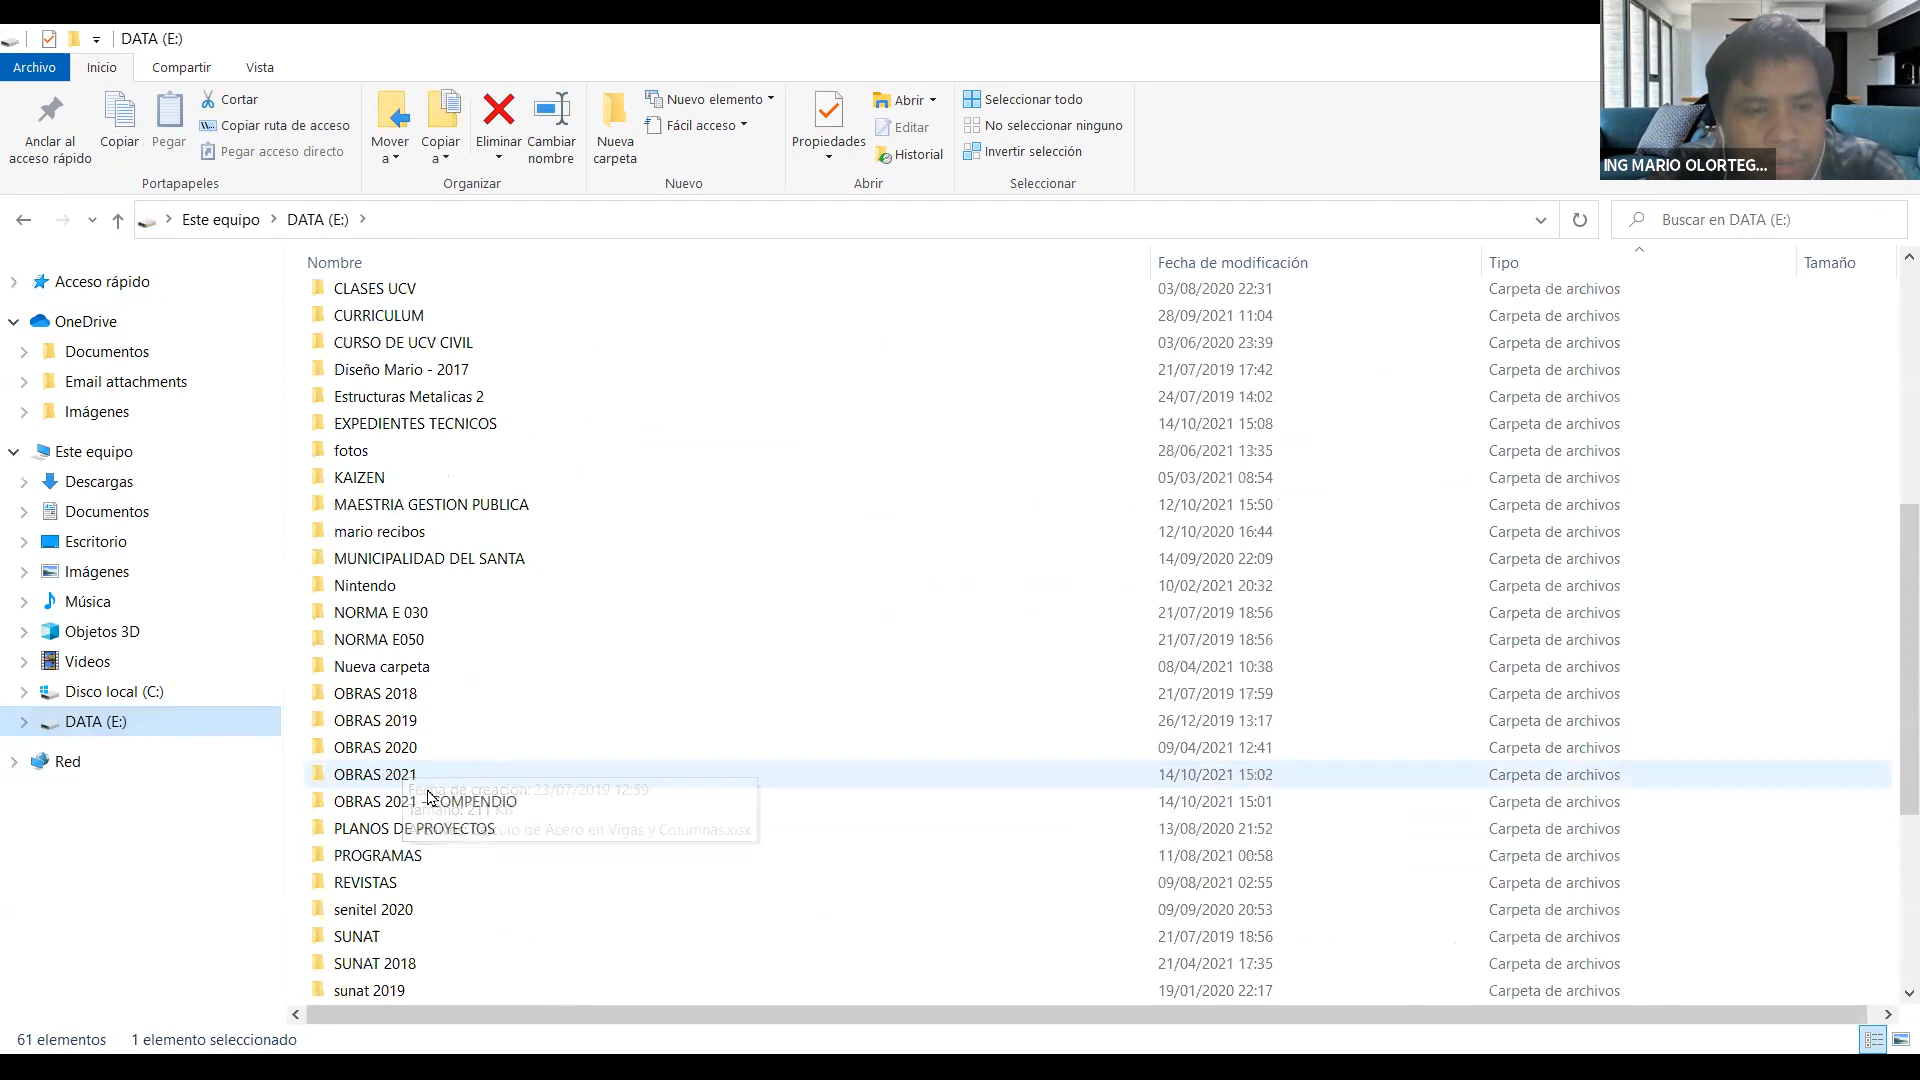 DATA (E:)
Archivo Inicio Compartir Vista
Anclar al acceso rápido
Copiar
Pegar
Cortar
Copiar ruta de acceso
Pegar acceso directo
Portapapeles
Mover a
Copiar a
Eliminar
Cambiar nombre
Organizar
Nueva carpeta
Nuevo elemento
Fácil acceso
Nuevo
Propiedades
Abrir
Editar
Historial
Abrir
Seleccionar todo
No seleccionar ninguno
Invertir selección
Seleccionar
ING MARIO OLORTEG...
Este equipo > DATA (E:) >
Buscar en DATA (E:)
Acceso rápido
OneDrive
Documentos
Email attachments
Imágenes
Este equipo
Descargas
Documentos
Escritorio
Imágenes
Música
Objetos 3D
Videos
Disco local (C:)
DATA (E:)
Red
Nombre Fecha de modificación Tipo Tamaño
CLASES UCV 03/08/2020 22:31 Carpeta de archivos
CURRICULUM 28/09/2021 11:04 Carpeta de archivos
CURSO DE UCV CIVIL 03/06/2020 23:39 Carpeta de archivos
Diseño Mario - 2017 21/07/2019 17:42 Carpeta de archivos
Estructuras Metalicas 2 24/07/2019 14:02 Carpeta de archivos
EXPEDIENTES TECNICOS 14/10/2021 15:08 Carpeta de archivos
fotos 28/06/2021 13:35 Carpeta de archivos
KAIZEN 05/03/2021 08:54 Carpeta de archivos
MAESTRIA GESTION PUBLICA 12/10/2021 15:50 Carpeta de archivos
mario recibos 12/10/2020 16:44 Carpeta de archivos
MUNICIPALIDAD DEL SANTA 14/09/2020 22:09 Carpeta de archivos
Nintendo 10/02/2021 20:32 Carpeta de archivos
NORMA E 030 21/07/2019 18:56 Carpeta de archivos
NORMA E050 21/07/2019 18:56 Carpeta de archivos
Nueva carpeta 08/04/2021 10:38 Carpeta de archivos
OBRAS 2018 21/07/2019 17:59 Carpeta de archivos
OBRAS 2019 26/12/2019 13:17 Carpeta de archivos
OBRAS 2020 09/04/2021 12:41 Carpeta de archivos
OBRAS 2021 14/10/2021 15:02 Carpeta de archivos
Fecha de creación: 23/07/2019 12:59
OBRAS 2021 - COMPENDIO 14/10/2021 15:01 Carpeta de archivos
Tamaño: 211 KB
PLANOS DE PROYECTOS 13/08/2020 21:52 Carpeta de archivos
de Acero en Vigas y Columnas.xlsx
PROGRAMAS 11/08/2021 00:58 Carpeta de archivos
REVISTAS 09/08/2021 02:55 Carpeta de archivos
senitel 2020 09/09/2020 20:53 Carpeta de archivos
SUNAT 21/07/2019 18:56 Carpeta de archivos
SUNAT 2018 21/04/2021 17:35 Carpeta de archivos
sunat 2019 19/01/2020 22:17 Carpeta de archivos
61 elementos 1 elemento seleccionado